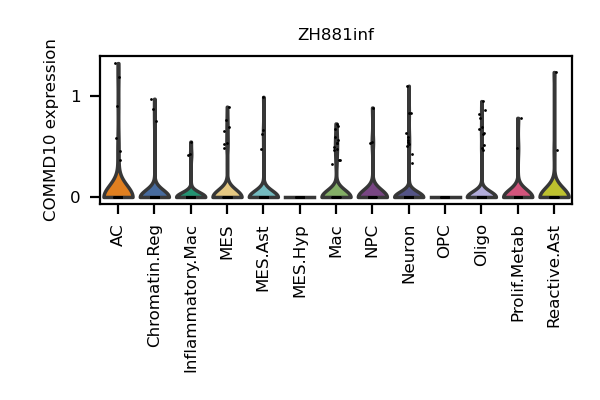 ZH881inf
COMMD10 expression
1
0
AC
Chromatin.Reg
Inflammatory.Mac
MES
MES.Ast
MES.Hyp
Mac
NPC
Neuron
OPC
Oligo
Prolif.Metab
Reactive.Ast